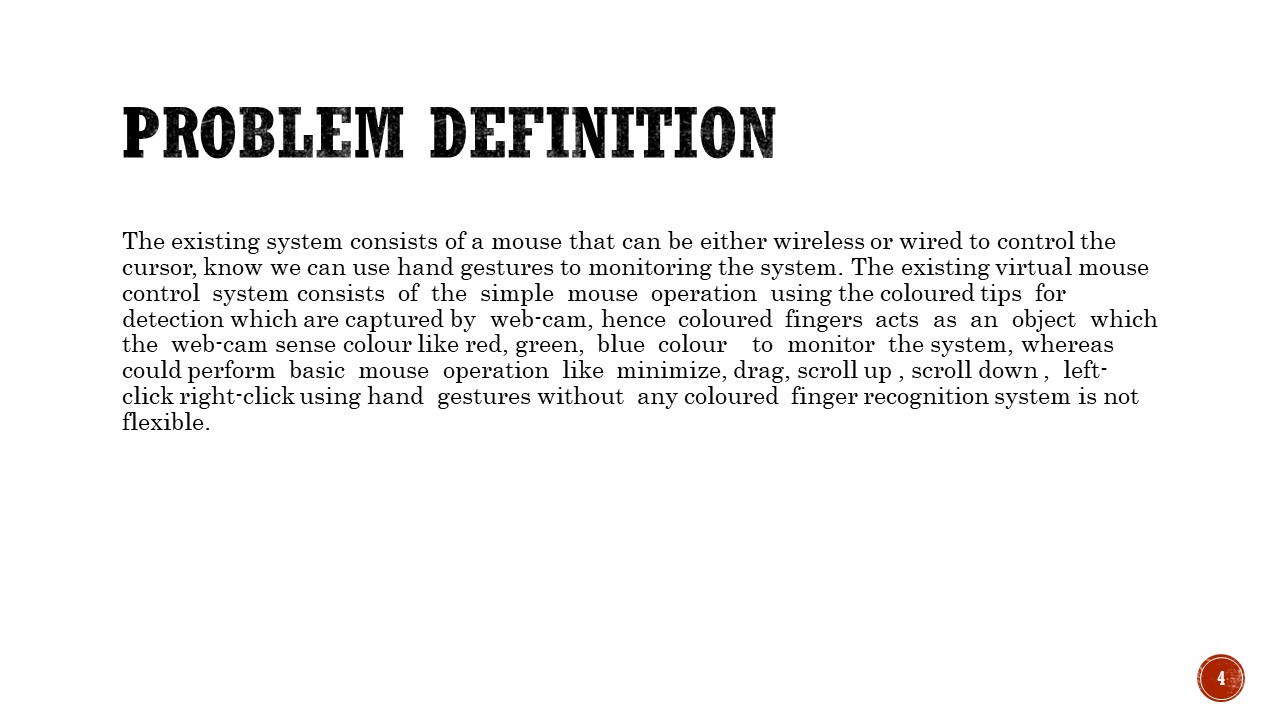 PROBLEM DEFINITION
The existing system consists of a mouse that can be either wireless or wired to control the
cursor, know we can use hand gestures to monitoring the system. The existing virtual mouse
control system consists of the simple mouse operation using the coloured tips for
detection which are captured by web-cam, hence coloured fingers acts as an object which
the web-cam sense colour like red, green, blue colour to monitor the system, whereas
could perform basic mouse operation like minimize, drag, scroll up , scroll down , left-
click right-click using hand gestures without any coloured finger recognition system is not
flexible.
4